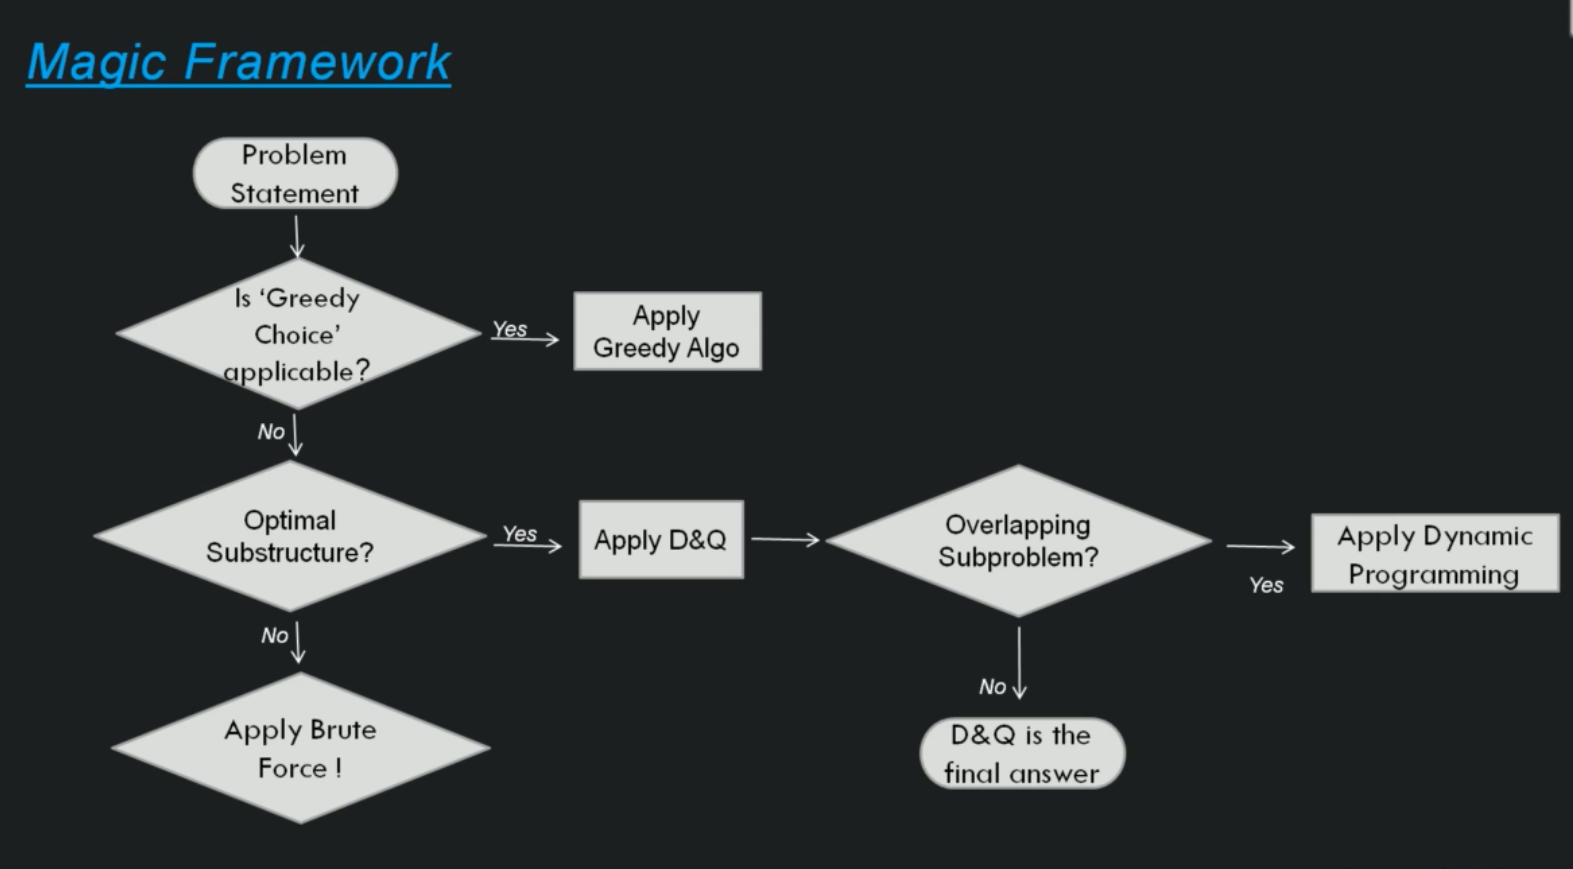 Magic Framework
Problem
Statement
Is ‘Greedy
Choice’
applicable?
Yes
Apply
Greedy Algo
No
Optimal
Substructure?
Yes
Apply D&Q
Overlapping
Subproblem?
Yes
Apply Dynamic
Programming
No
Apply Brute
Force !
No
D&Q is the
final answer